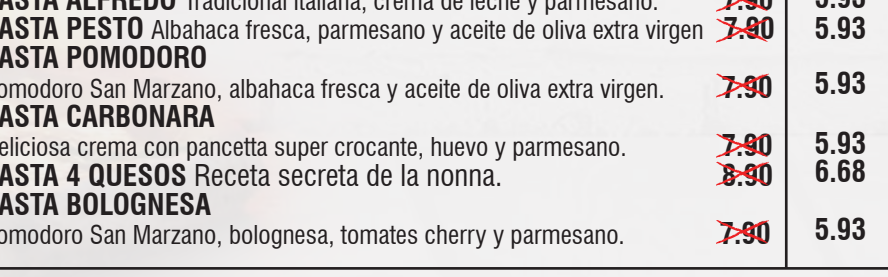 ASTA ALFREDO Tradicional italiana, crema de leche y parmesano. 7.90 5.93
ASTA PESTO Albahaca fresca, parmesano y aceite de oliva extra virgen 7.90 5.93
ASTA POMODORO
omodoro San Marzano, albahaca fresca y aceite de oliva extra virgen. 7.90 5.93
ASTA CARBONARA
eliciosa crema con pancetta super crocante, huevo y parmesano. 7.90 5.93
ASTA 4 QUESOS Receta secreta de la nonna. 8.90 6.68
ASTA BOLOGNESA
omodoro San Marzano, bolognesa, tomates cherry y parmesano. 7.90 5.93